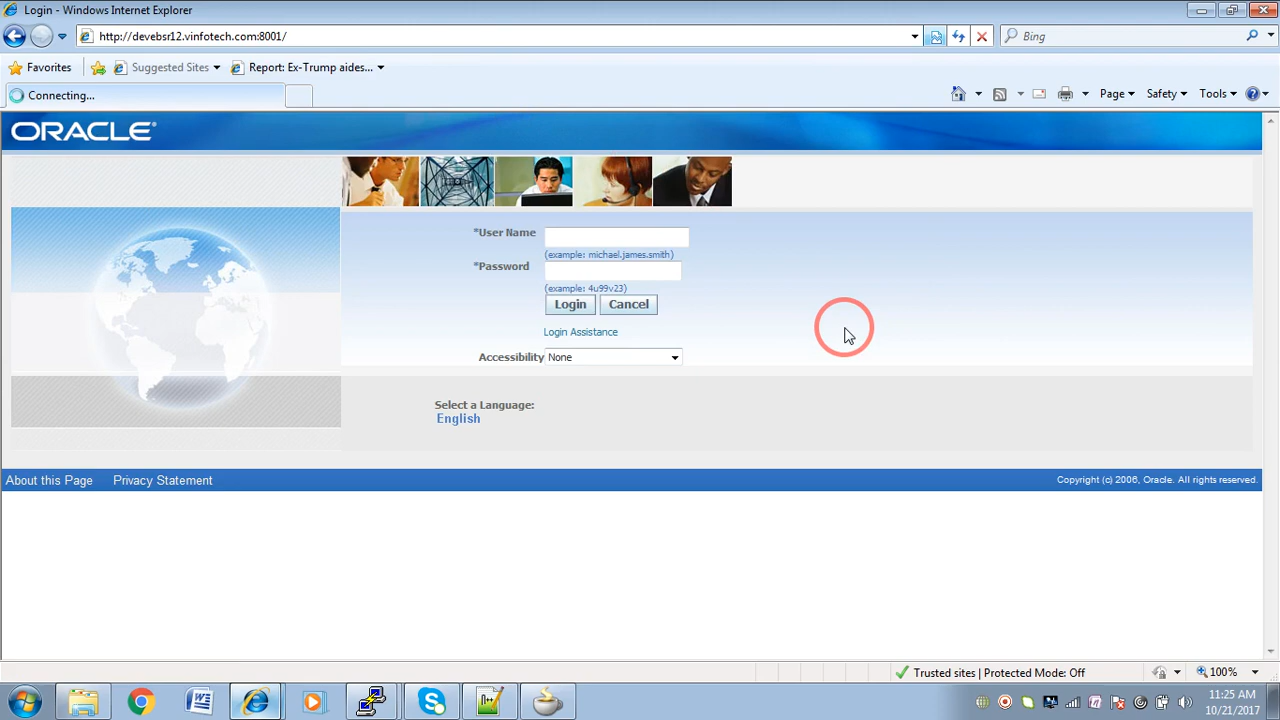 Login - Windows Internet Explorer
http://devebsr12.vinfotech.com:8001/
Bing
Favorites
Suggested Sites
Report: Ex-Trump aides...
Connecting...
Page
Safety
Tools
ORACLE®
*User Name
(example: michael.james.smith)
*Password
(example: 4u99v23)
Login
Cancel
Login Assistance
Accessibility
None
Select a Language:
English
About this Page
Privacy Statement
Copyright (c) 2006, Oracle. All rights reserved.
Trusted sites | Protected Mode: Off
100%
11:25 AM
10/21/2017